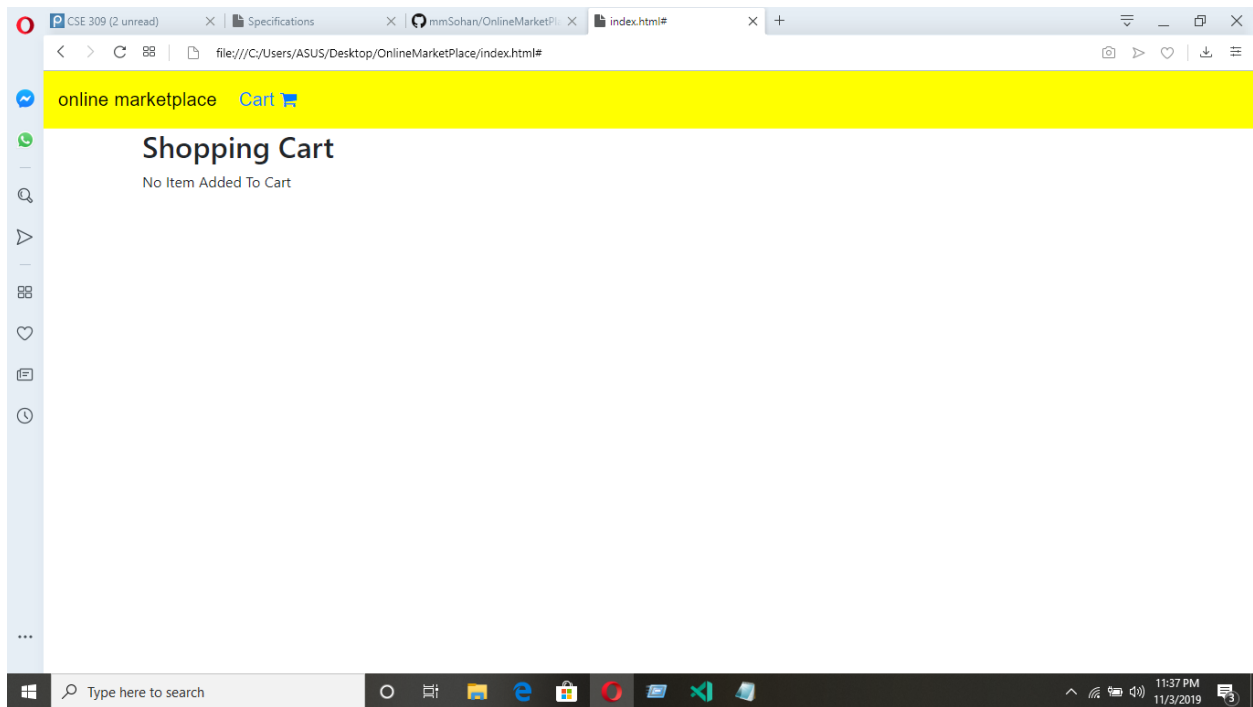 CSE 309 (2 unread)
Specifications
mmSohan/OnlineMarketPl
index.html#
file:///C:/Users/ASUS/Desktop/OnlineMarketPlace/index.html#
online marketplace Cart
Shopping Cart
No Item Added To Cart
Type here to search
11:37 PM
11/3/2019
3